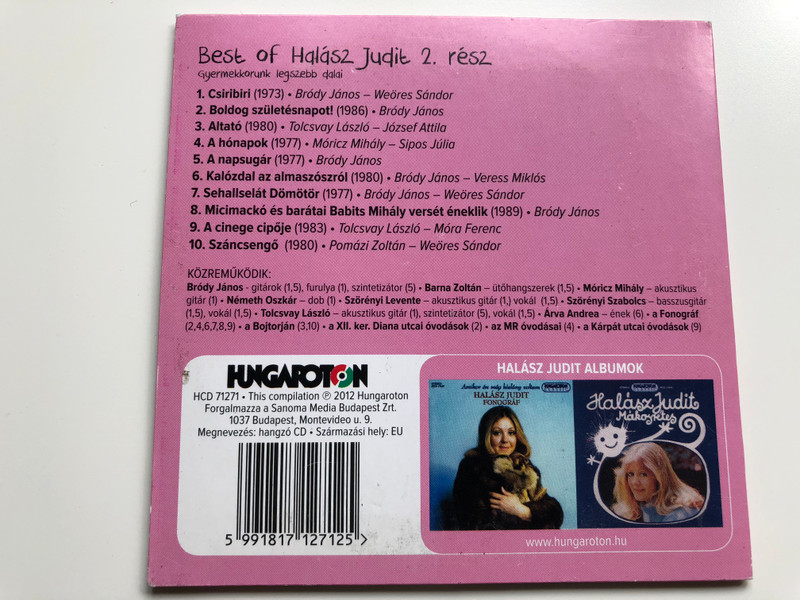 Best of Halász Judit 2. rész
Gyermekkorunk legszebb dalai
1. Csiribiri (1973) • Bródy János – Weöres Sándor
2. Boldog születésnapot! (1986) • Bródy János
3. Altató (1980) • Tolcsvay László – József Attila
4. A hónapok (1977) • Móricz Mihály – Sipos Júlia
5. A napsugár (1977) • Bródy János
6. Kalózdal az almaszószról (1980) • Bródy János – Veress Miklós
7. Sehallselát Dömötör (1977) • Bródy János – Weöres Sándor
8. Micimackó és barátai Babits Mihály versét éneklik (1989) • Bródy János
9. A cinege cipője (1983) • Tolcsvay László – Móra Ferenc
10. Száncsengő (1980) • Pomázi Zoltán – Weöres Sándor
KÖZREMŰKÖDIK:
Bródy János - gitárok (1,5), furulya (1), szintetizátor (5) • Barna Zoltán – ütőhangszerek (1,5) • Móricz Mihály – akusztikus
gitár (1) • Németh Oszkár – dob (1) • Szörényi Levente – akusztikus gitár (1,) vokál (1,5) • Szörényi Szabolcs – basszusgitár
(1,5), vokál (1,5) • Tolcsvay László – akusztikus gitár (1), szintetizátor (5), vokál (1,5) • Árva Andrea – ének (6) • a Fonográf
(2,4,6,7,8,9) • a Bojtorján (3,10) • a XII. ker. Diana utcai óvodások (2) • az MR óvodásai (4) • a Kárpát utcai óvodások (9)
HUNGAROTON
HCD 71271 • This compilation ℗ 2012 Hungaroton
Forgalmazza a Sanoma Media Budapest Zrt.
1037 Budapest, Montevideo u. 9.
Megnevezés: hangzó CD • Származási hely: EU
5 991817 127125 >
HALÁSZ JUDIT ALBUMOK
Amikor én még kislány voltam
HALÁSZ JUDIT
FONOGRÁF
Halász Judit
Mákosrétes
www.hungaroton.hu